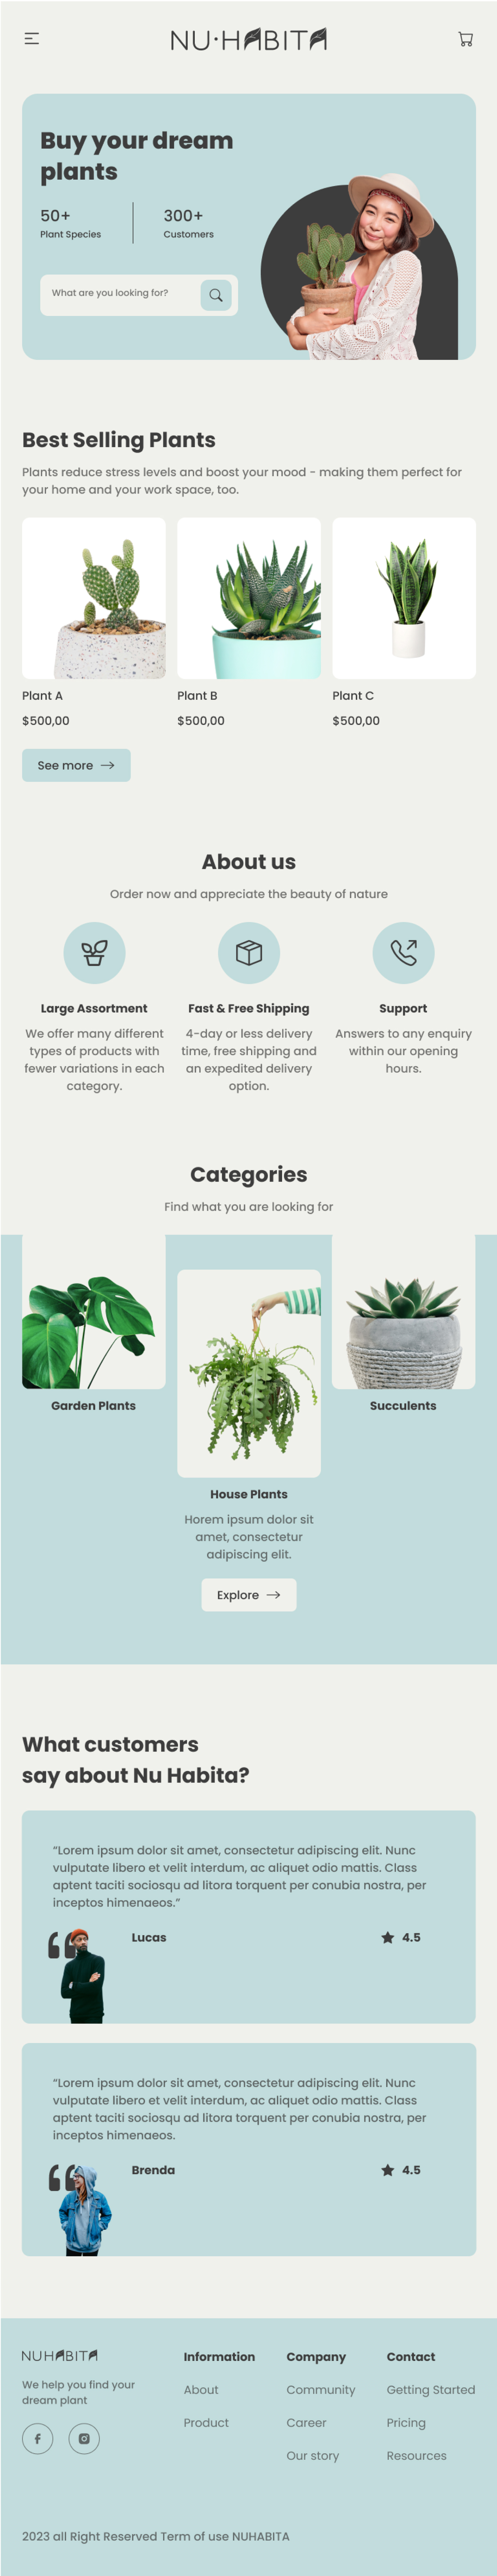 NU·HABITA
Buy your dream
plants
50+ 300+
Plant Species Customers
What are you looking for?
Best Selling Plants
Plants reduce stress levels and boost your mood - making them perfect for
your home and your work space, too.
Plant A Plant B Plant C
$500,00 $500,00 $500,00
See more
About us
Order now and appreciate the beauty of nature
Large Assortment
We offer many different
types of products with
fewer variations in each
category.
Fast & Free Shipping
4-day or less delivery
time, free shipping and
an expedited delivery
option.
Support
Answers to any enquiry
within our opening
hours.
Categories
Find what you are looking for
Garden Plants
House Plants
Horem ipsum dolor sit
amet, consectetur
adipiscing elit.
Explore
Succulents
What customers
say about Nu Habita?
“Lorem ipsum dolor sit amet, consectetur adipiscing elit. Nunc
vulputate libero et velit interdum, ac aliquet odio mattis. Class
aptent taciti sociosqu ad litora torquent per conubia nostra, per
inceptos himenaeos.”
Lucas 4.5
“Lorem ipsum dolor sit amet, consectetur adipiscing elit. Nunc
vulputate libero et velit interdum, ac aliquet odio mattis. Class
aptent taciti sociosqu ad litora torquent per conubia nostra, per
inceptos himenaeos.
Brenda 4.5
NUHABITA
We help you find your
dream plant
Information
About
Product
Company
Community
Career
Our story
Contact
Getting Started
Pricing
Resources
2023 all Right Reserved Term of use NUHABITA